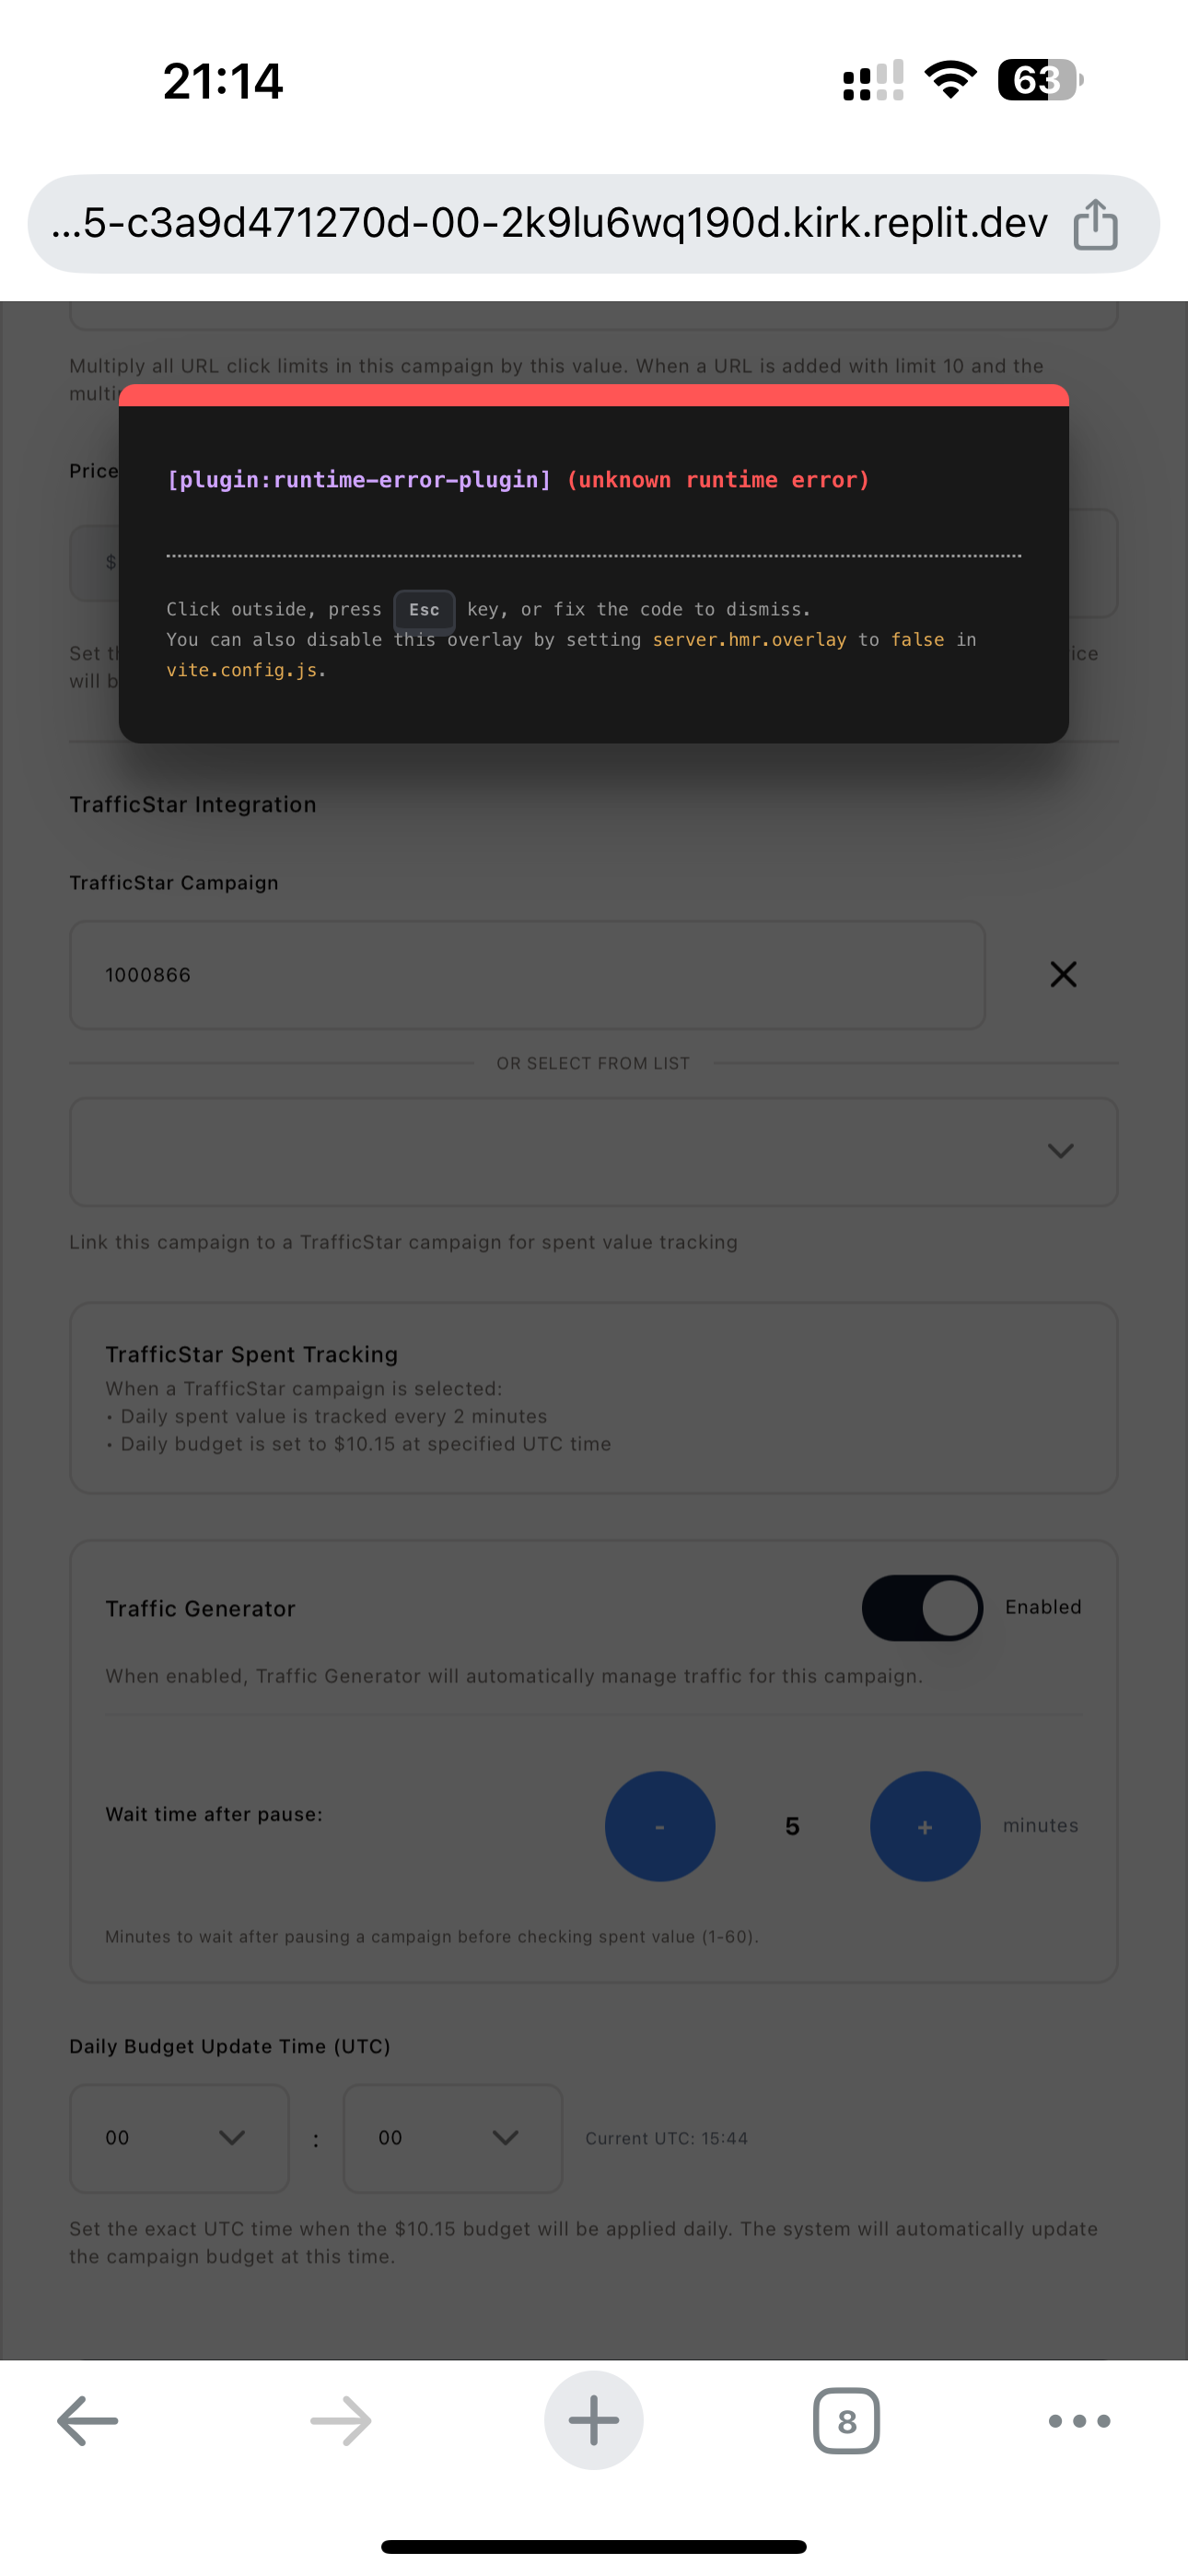 21:14
63
...5-c3a9d471270d-00-2k9lu6wq190d.kirk.replit.dev
Multiply all URL click limits in this campaign by this value. When a URL is added with limit 10 and the
[plugin:runtime-error-plugin] (unknown runtime error)
Price
$
Click outside, press Esc key, or fix the code to dismiss.
You can also disable this overlay by setting server.hmr.overlay to false in
vite.config.js.
Set
will
TrafficStar Integration
TrafficStar Campaign
1000866
OR SELECT FROM LIST
Link this campaign to a TrafficStar campaign for spent value tracking
TrafficStar Spent Tracking
When a TrafficStar campaign is selected:
• Daily spent value is tracked every 2 minutes
• Daily budget is set to $10.15 at specified UTC time
Traffic Generator
Enabled
When enabled, Traffic Generator will automatically manage traffic for this campaign.
Wait time after pause:
- 5 + minutes
Minutes to wait after pausing a campaign before checking spent value (1-60).
Daily Budget Update Time (UTC)
00 : 00 Current UTC: 15:44
Set the exact UTC time when the $10.15 budget will be applied daily. The system will automatically update
the campaign budget at this time.
8